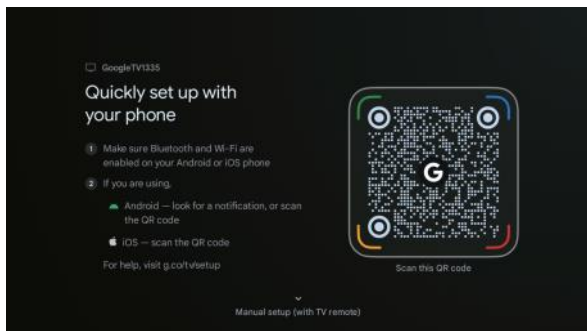 GoogleTV1335
Quickly set up with
your phone
1 Make sure Bluetooth and Wi-Fi are
enabled on your Android or iOS phone
2 If you are using,
Android — look for a notification, or scan
the QR code
iOS — scan the QR code
For help, visit g.co/tv/setup
G
Scan this QR code
Manual setup (with TV remote)